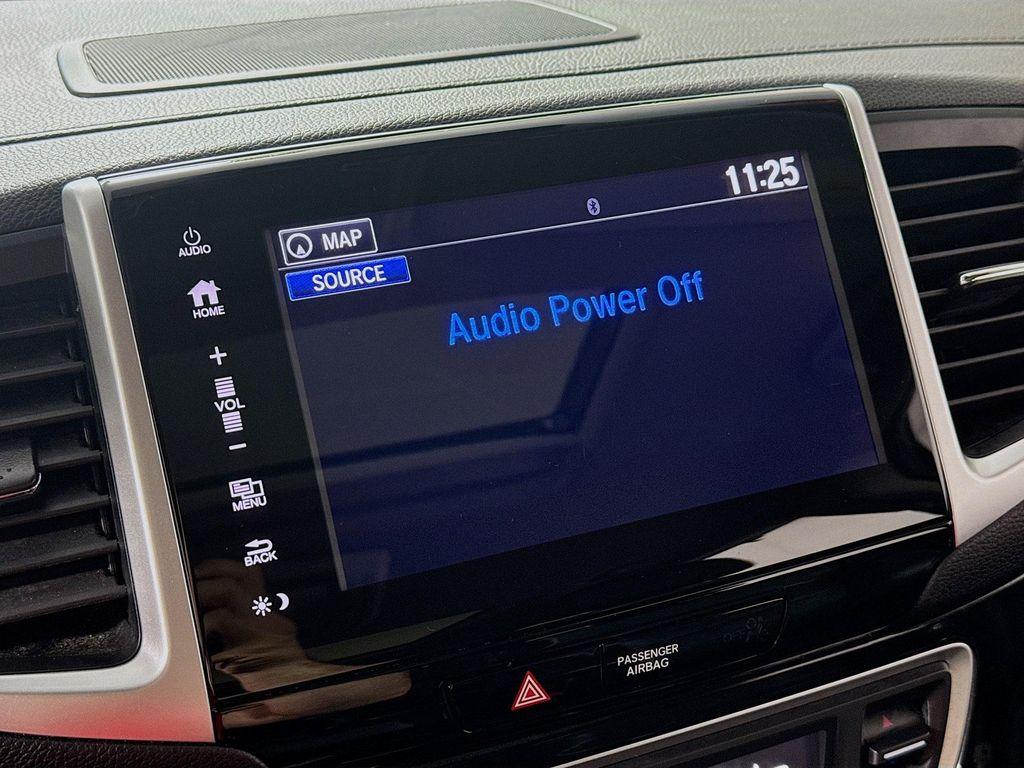 11:25
MAP
SOURCE
Audio Power Off
AUDIO
HOME
+
VOL
-
MENU
BACK
PASSENGER
AIRBAG